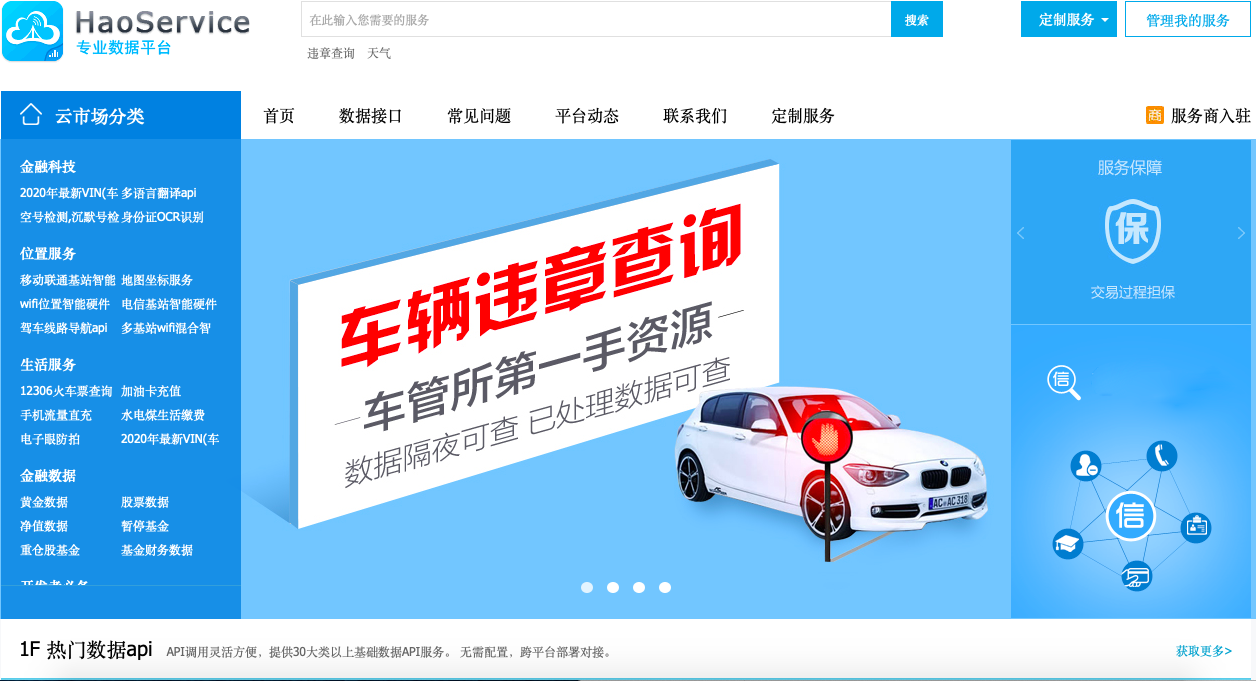 HaoService
专业数据平台
在此输入您需要的服务
搜索
定制服务
管理我的服务
违章查询 天气
云市场分类
首页 数据接口 常见问题 平台动态 联系我们 定制服务
商 服务商入驻
金融科技
2020年最新VIN(车 多语言翻译api
空号检测,沉默号检 身份证OCR识别
位置服务
移动联通基站智能 地图坐标服务
wifi位置智能硬件 电信基站智能硬件
驾车线路导航api 多基站wifi混合智
生活服务
12306火车票查询 加油卡充值
手机流量直充 水电煤生活缴费
电子眼防拍 2020年最新VIN(车
金融数据
黄金数据 股票数据
净值数据 暂停基金
重仓股基金 基金财务数据
开发者必备
车辆违章查询
车管所第一手资源
数据隔夜可查 已处理数据可查
AC-AC318
服务保障
保
交易过程担保
信
信
1F 热门数据api API调用灵活方便，提供30大类以上基础数据API服务。 无需配置，跨平台部署对接。
获取更多>